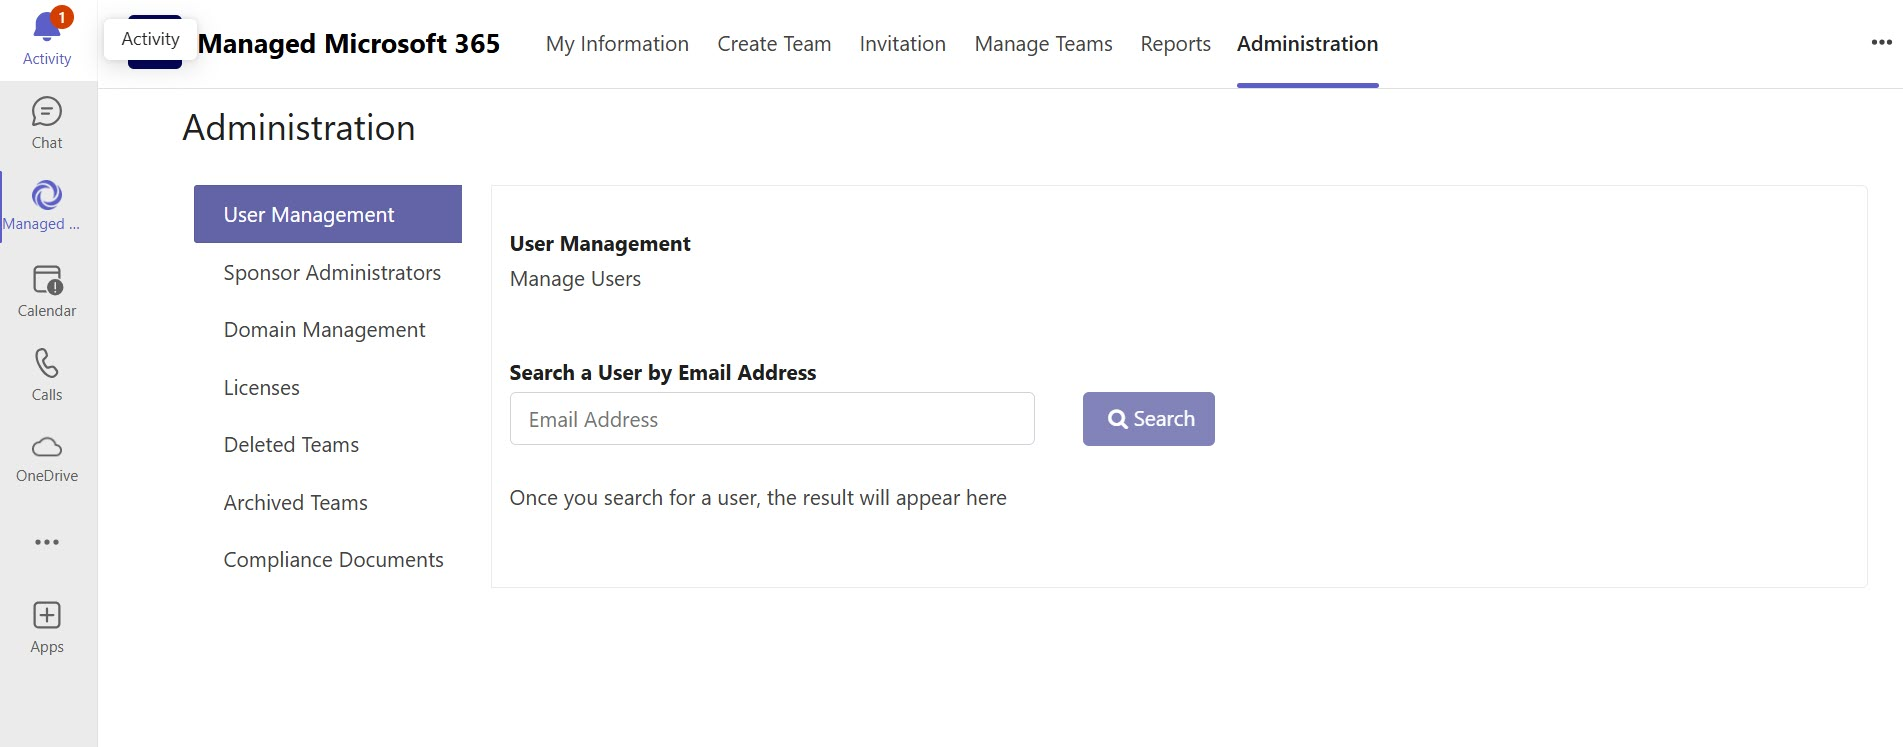 1
Activity
Activity
Managed Microsoft 365
My Information
Create Team
Invitation
Manage Teams
Reports
Administration
Chat
Managed ...
Calendar
Calls
OneDrive
Apps
Administration
User Management
Sponsor Administrators
Domain Management
Licenses
Deleted Teams
Archived Teams
Compliance Documents
User Management
Manage Users
Search a User by Email Address
Email Address
Search
Once you search for a user, the result will appear here